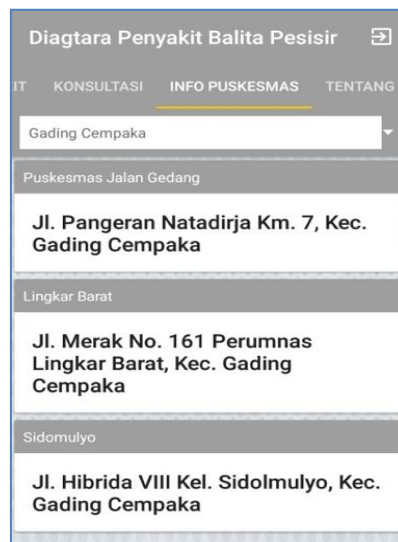 Diagtara Penyakit Balita Pesisir
IT KONSULTASI INFO PUSKESMAS TENTANG
Gading Cempaka
Puskesmas Jalan Gedang
Jl. Pangeran Natadirja Km. 7, Kec.
Gading Cempaka
Lingkar Barat
Jl. Merak No. 161 Perumnas
Lingkar Barat, Kec. Gading
Cempaka
Sidomulyo
Jl. Hibrida VIII Kel. Sidolmulyo, Kec.
Gading Cempaka